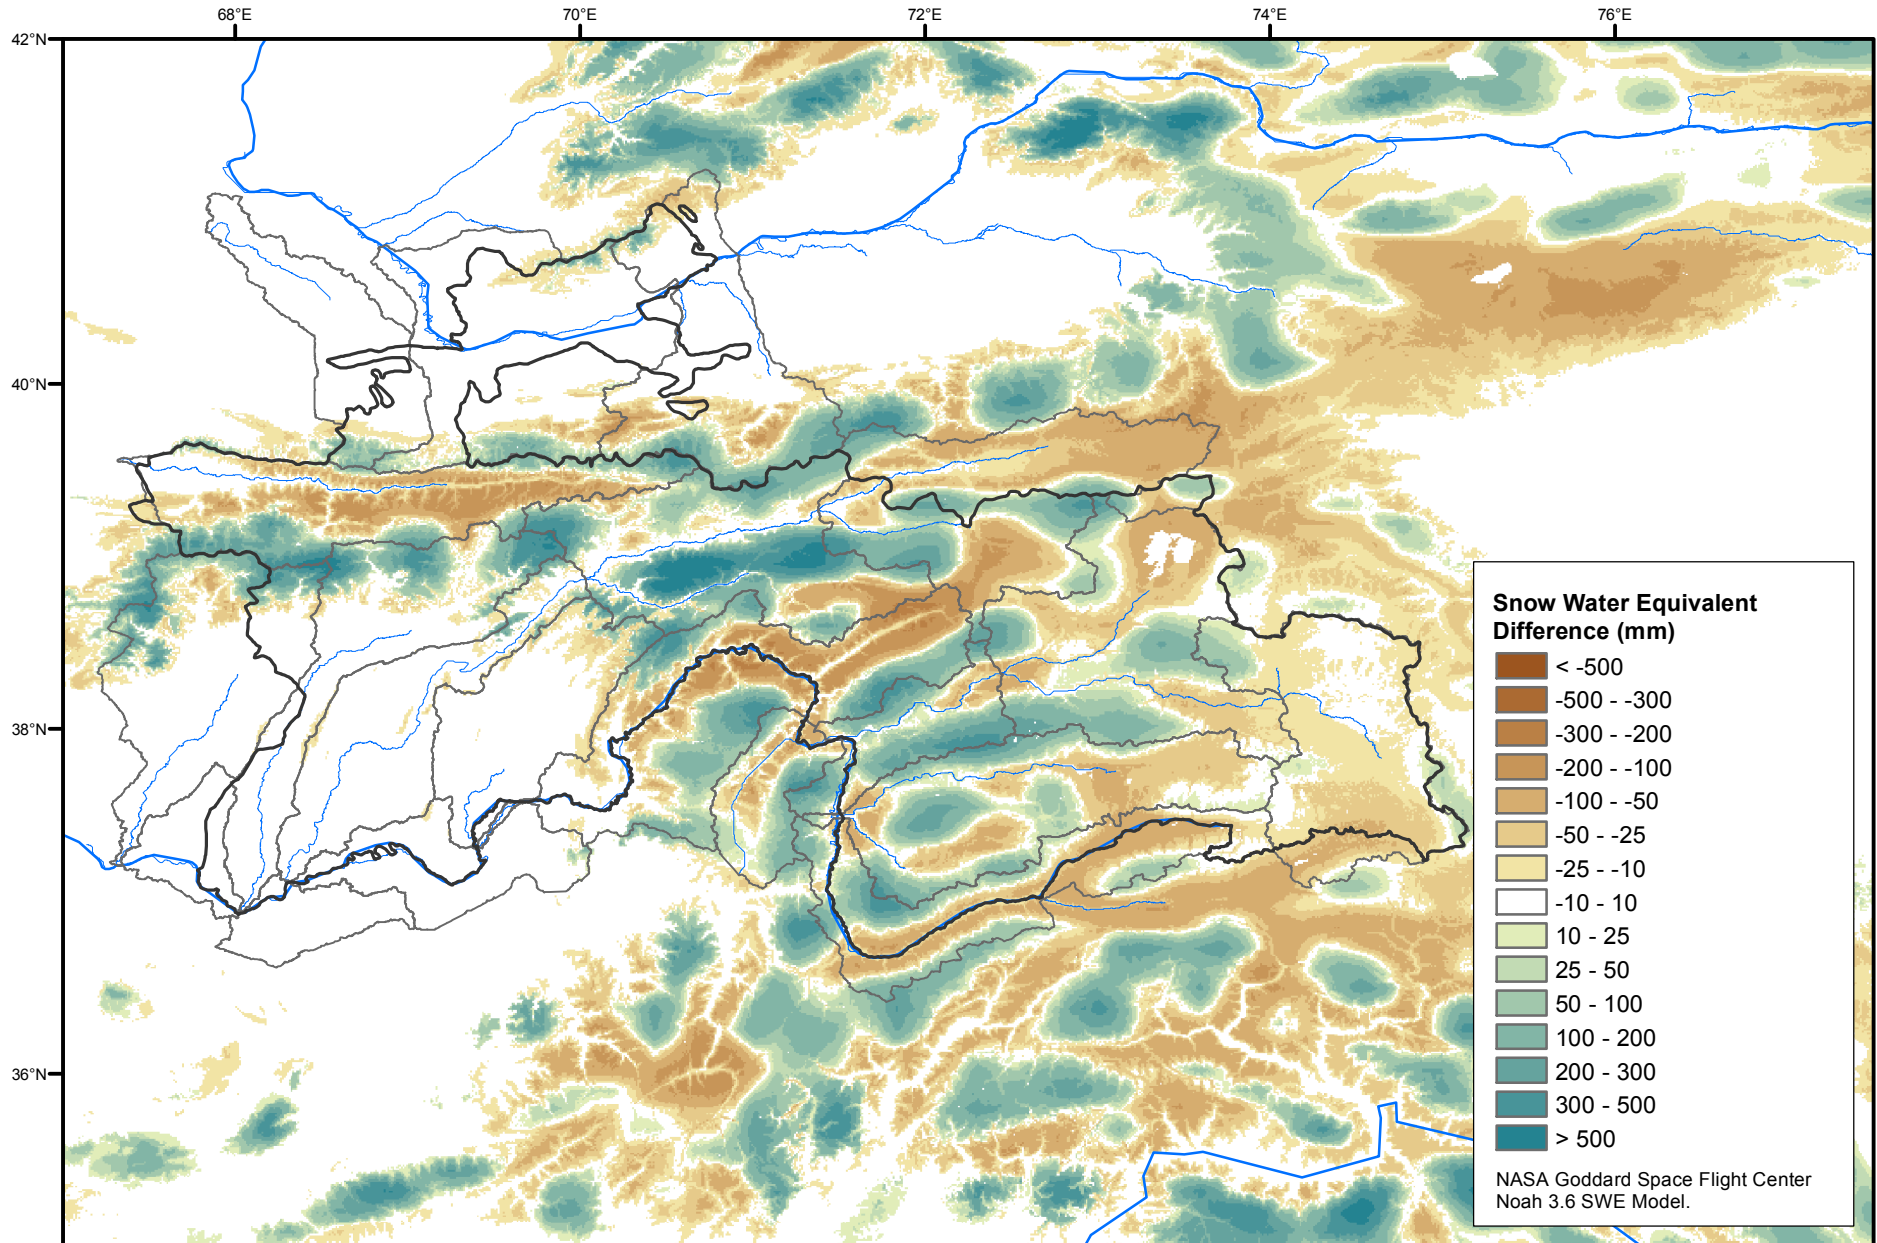 68°E
70°E
72°E
74°E
76°E
42°N
40°N
38°N
36°N
Snow Water Equivalent
Difference (mm)
< -500
-500 - -300
-300 - -200
-200 - -100
-100 - -50
-50 - -25
-25 - -10
-10 - 10
10 - 25
25 - 50
50 - 100
100 - 200
200 - 300
300 - 500
> 500
NASA Goddard Space Flight Center
Noah 3.6 SWE Model.